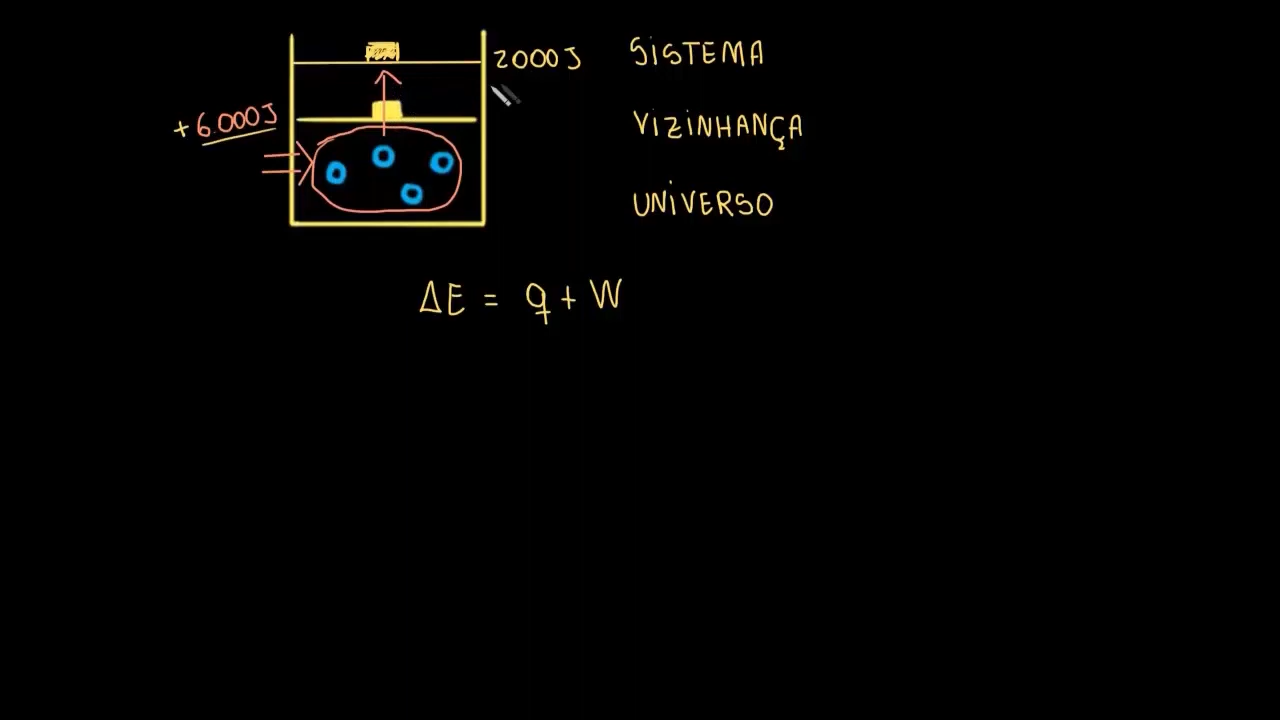 2000J
SiSTEMA
+6.000J
ViZiNHANÇA
UNiVERSO
ΔE = q + W